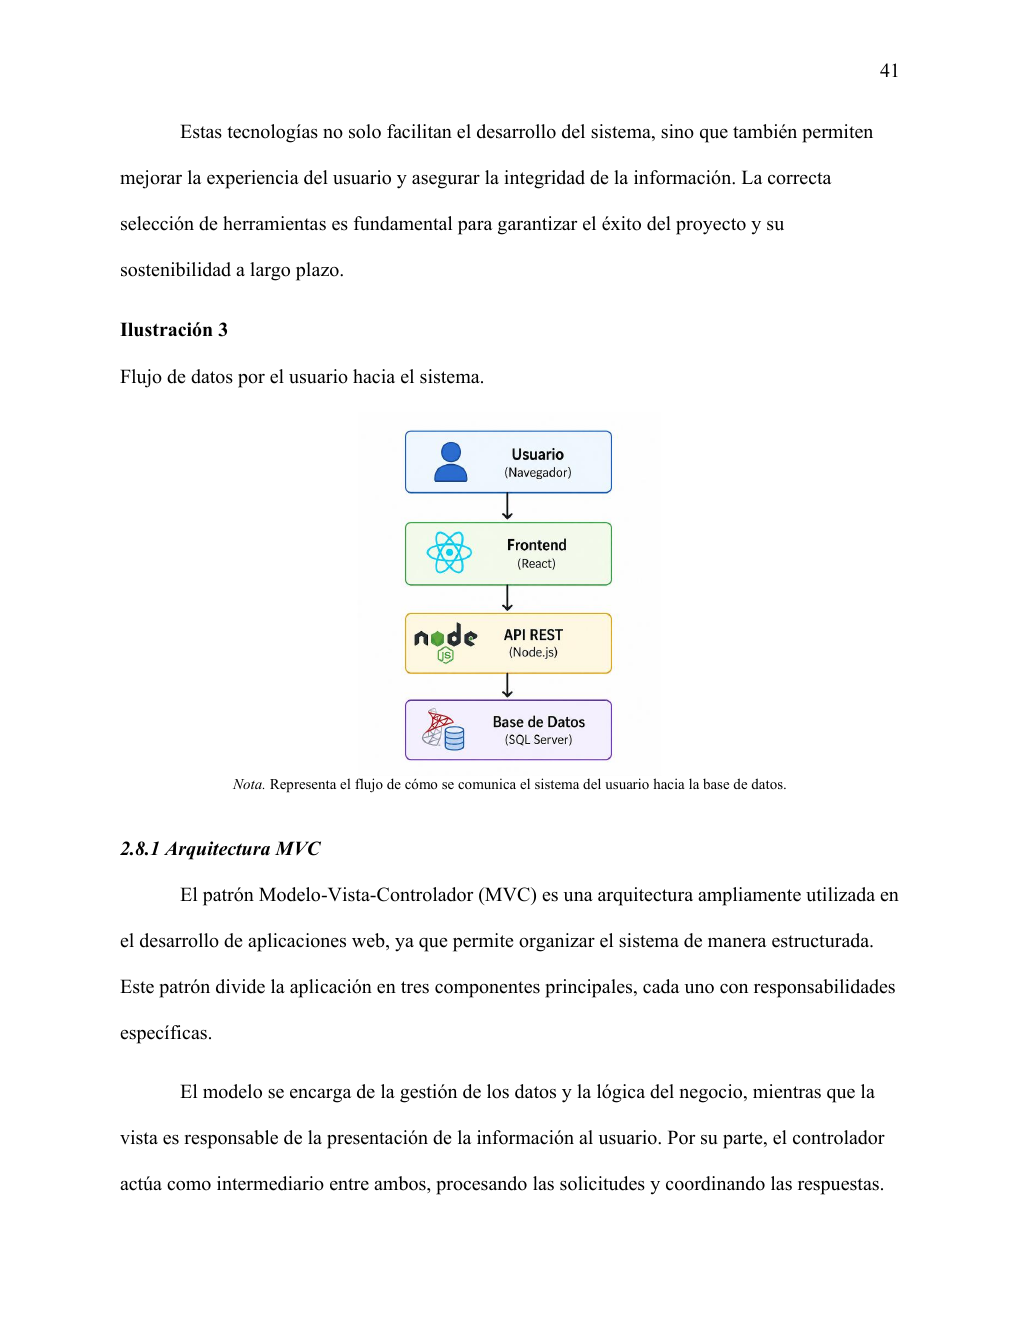 41
Estas tecnologías no solo facilitan el desarrollo del sistema, sino que también permiten
mejorar la experiencia del usuario y asegurar la integridad de la información. La correcta
selección de herramientas es fundamental para garantizar el éxito del proyecto y su
sostenibilidad a largo plazo.
Ilustración 3
Flujo de datos por el usuario hacia el sistema.
Usuario
(Navegador)
Frontend
(React)
node
JS
API REST
(Node.js)
Base de Datos
(SQL Server)
Nota. Representa el flujo de cómo se comunica el sistema del usuario hacia la base de datos.
2.8.1 Arquitectura MVC
El patrón Modelo-Vista-Controlador (MVC) es una arquitectura ampliamente utilizada en
el desarrollo de aplicaciones web, ya que permite organizar el sistema de manera estructurada.
Este patrón divide la aplicación en tres componentes principales, cada uno con responsabilidades
específicas.
El modelo se encarga de la gestión de los datos y la lógica del negocio, mientras que la
vista es responsable de la presentación de la información al usuario. Por su parte, el controlador
actúa como intermediario entre ambos, procesando las solicitudes y coordinando las respuestas.